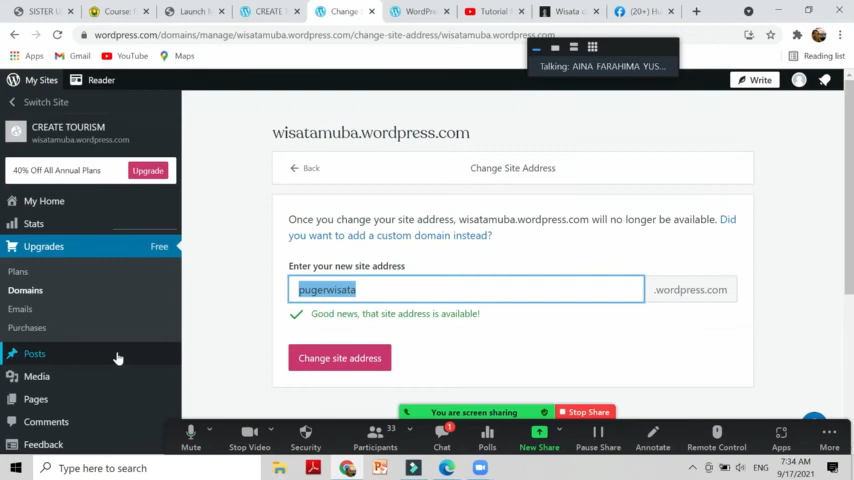 SISTER U
Course: F
Launch M
CREATE T
Change S
WordPre
Tutorial A
Wisata d
(20+) Hu
wordpress.com/domains/manage/wisatamuba.wordpress.com/change-site-address/wisatamuba.wordpress.com
Apps
Gmail
YouTube
Maps
Reading list
Talking: AINA FARAHIMA YUS...
My Sites
Reader
Write
Switch Site
CREATE TOURISM
wisatamuba.wordpress.com
40% Off All Annual Plans
Upgrade
My Home
Stats
Upgrades
Free
Plans
Domains
Emails
Purchases
Posts
Media
Pages
Comments
Feedback
wisatamuba.wordpress.com
Back
Change Site Address
Once you change your site address, wisatamuba.wordpress.com will no longer be available. Did
you want to add a custom domain instead?
Enter your new site address
pugerwisata
.wordpress.com
Good news, that site address is available!
Change site address
You are screen sharing
Stop Share
Mute
Stop Video
Security
33
Participants
1
Chat
Polls
New Share
Pause Share
Annotate
Remote Control
Apps
More
Type here to search
ENG
7:34 AM
9/17/2021